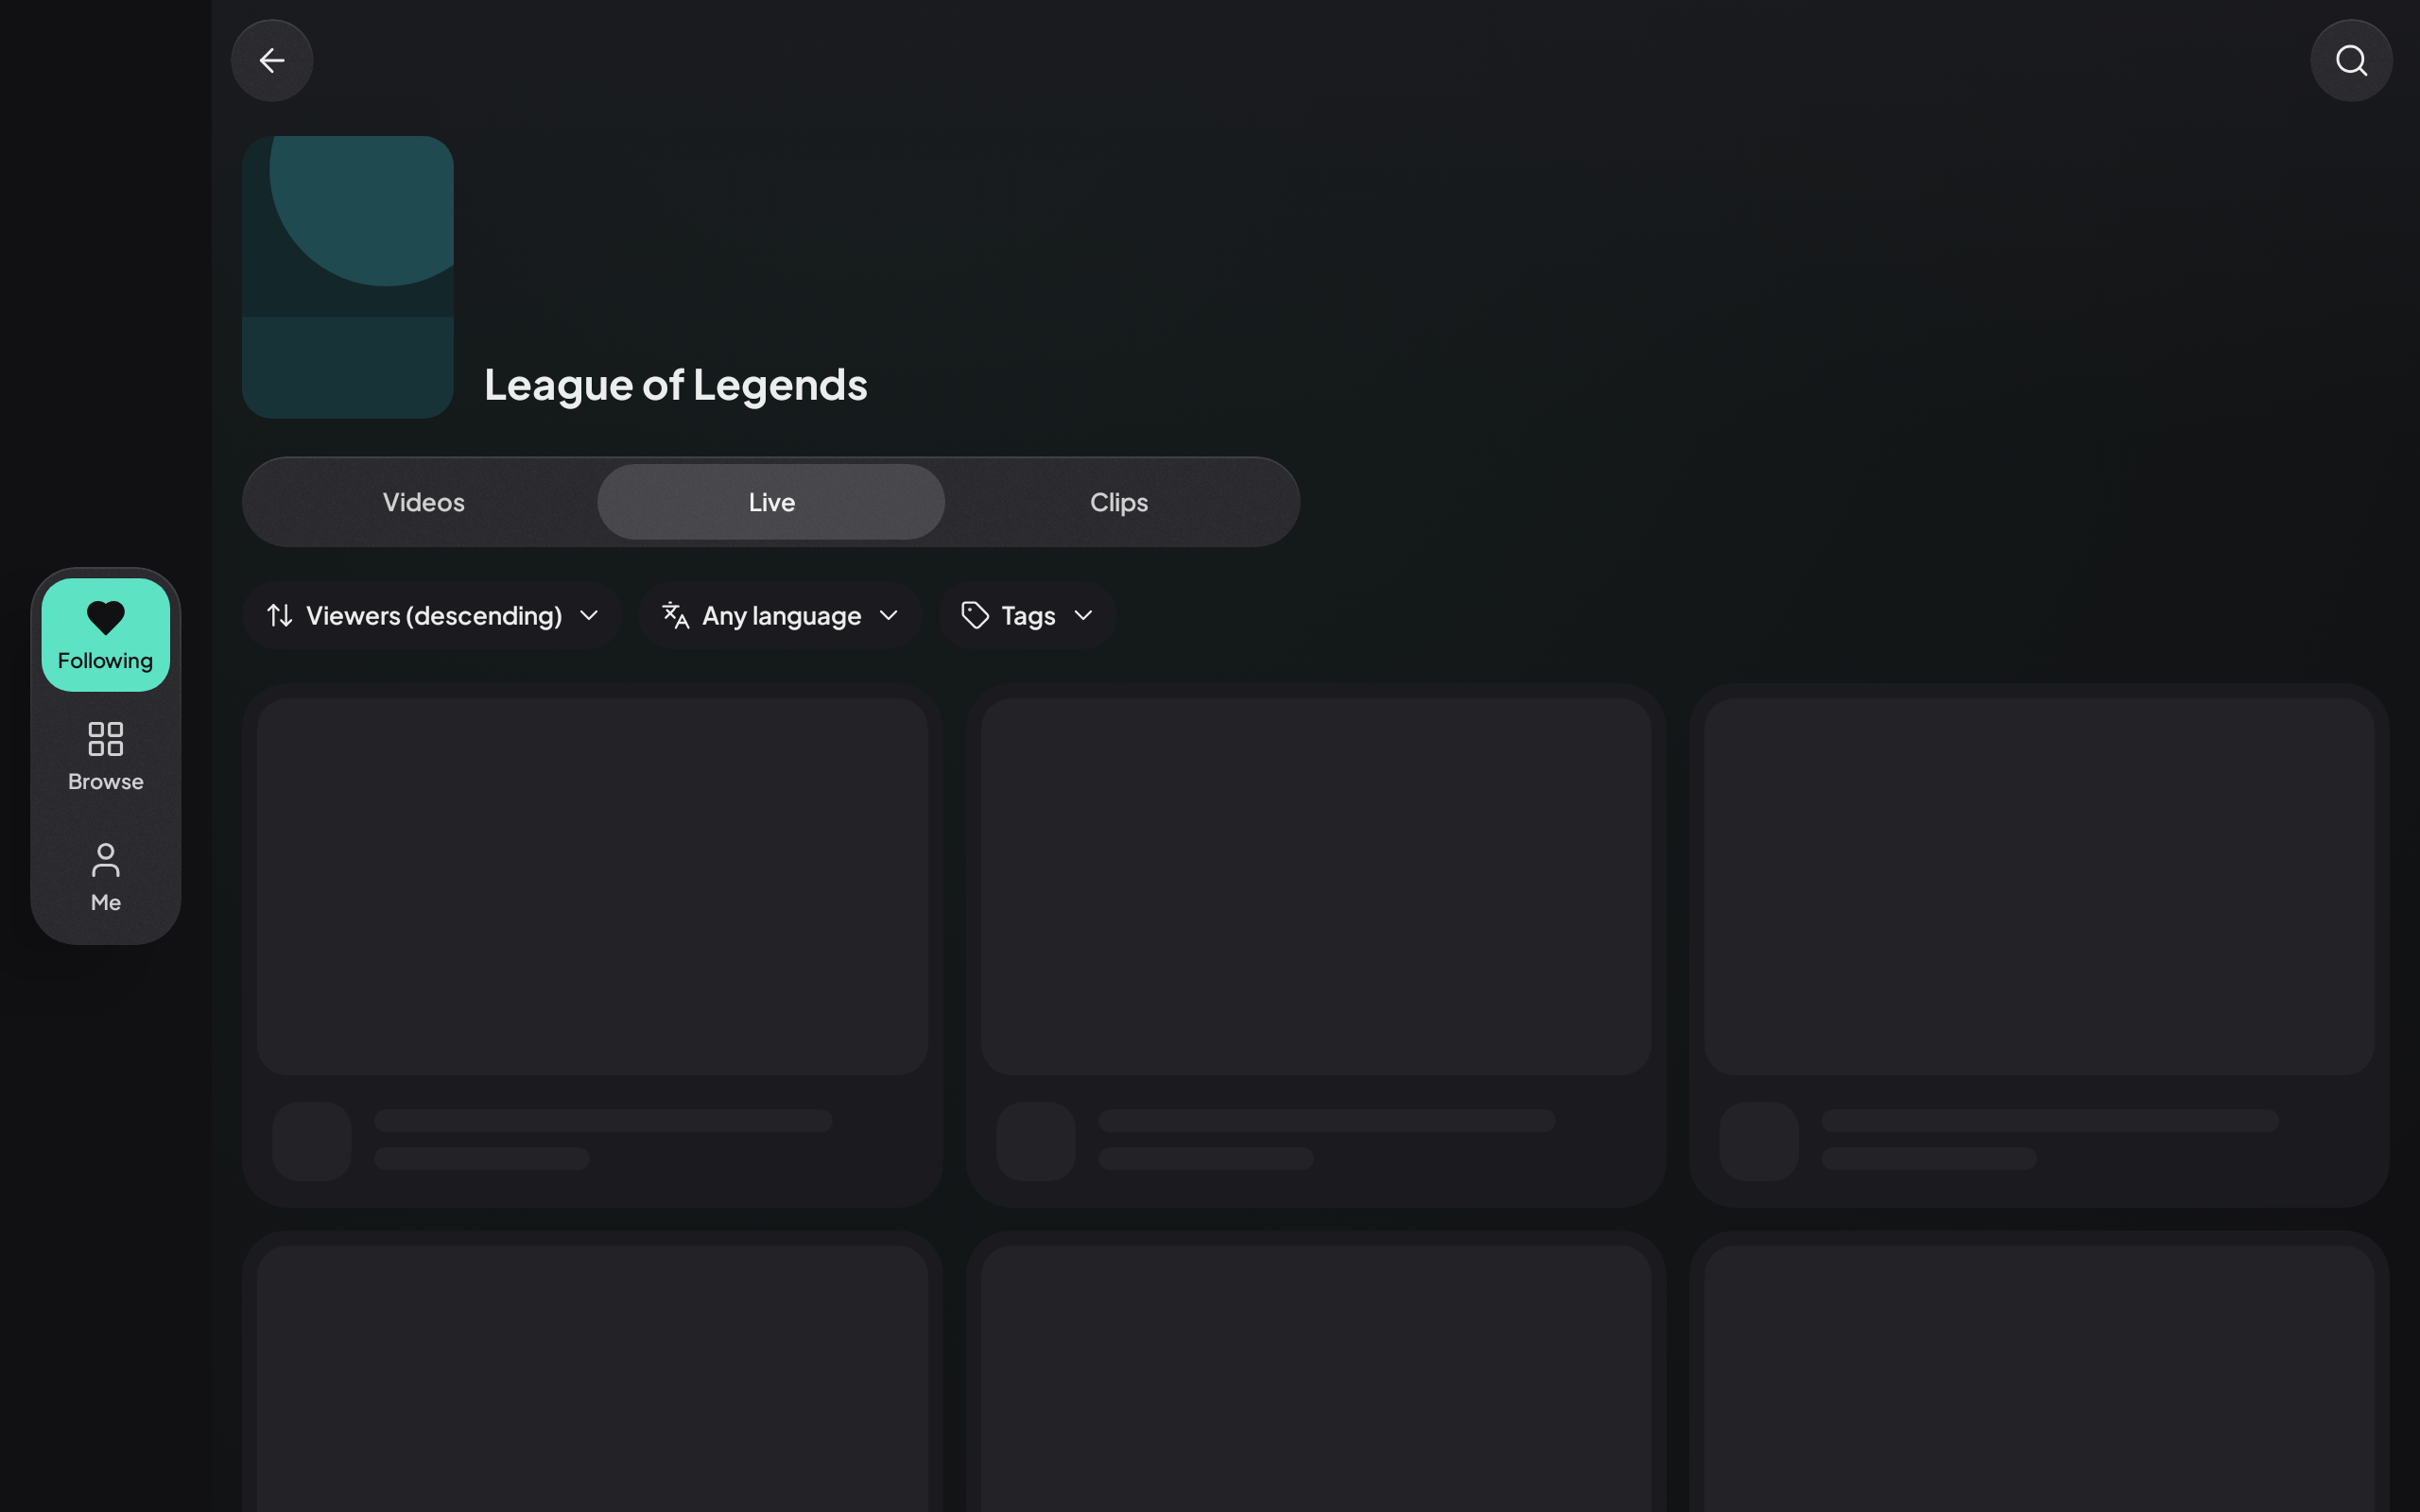 League of Legends
Videos
Live
Clips
Viewers (descending)
Any language
Tags
Following
Browse
Me